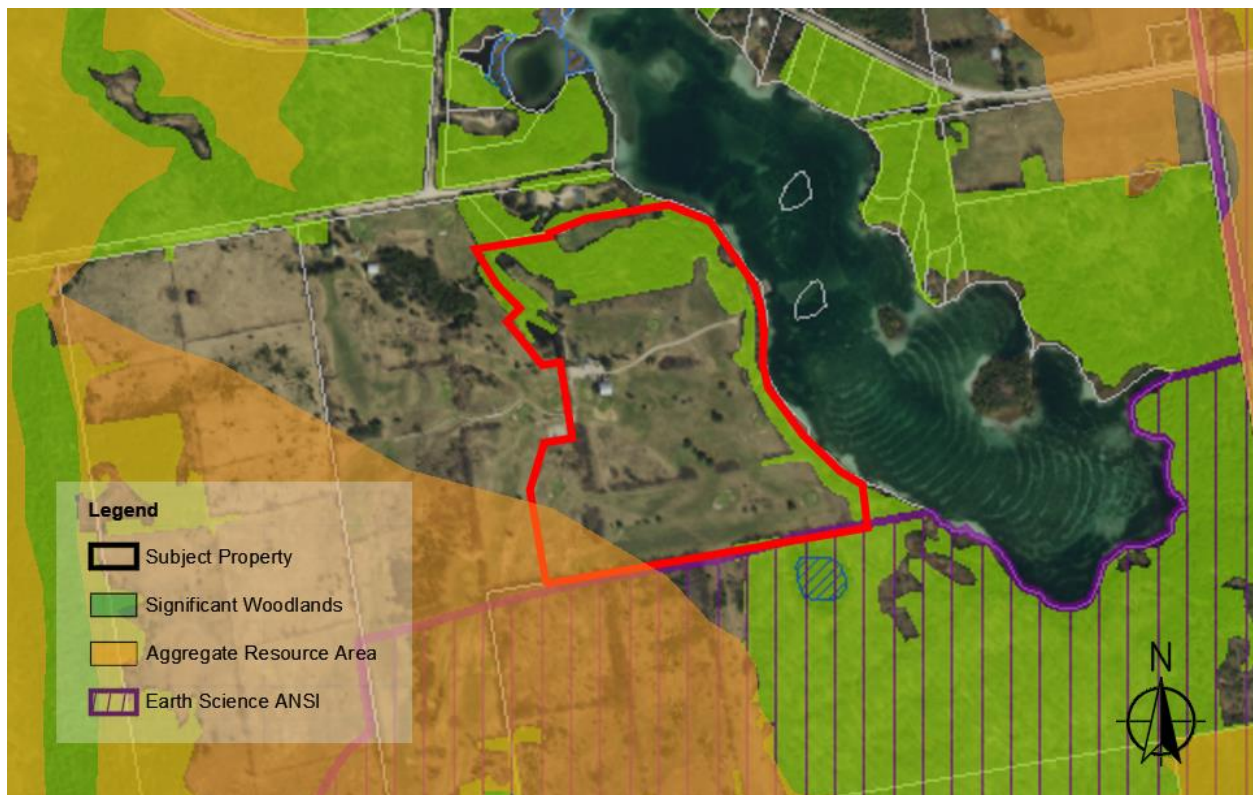 Legend
Subject Property
Significant Woodlands
Aggregate Resource Area
Earth Science ANSI
N